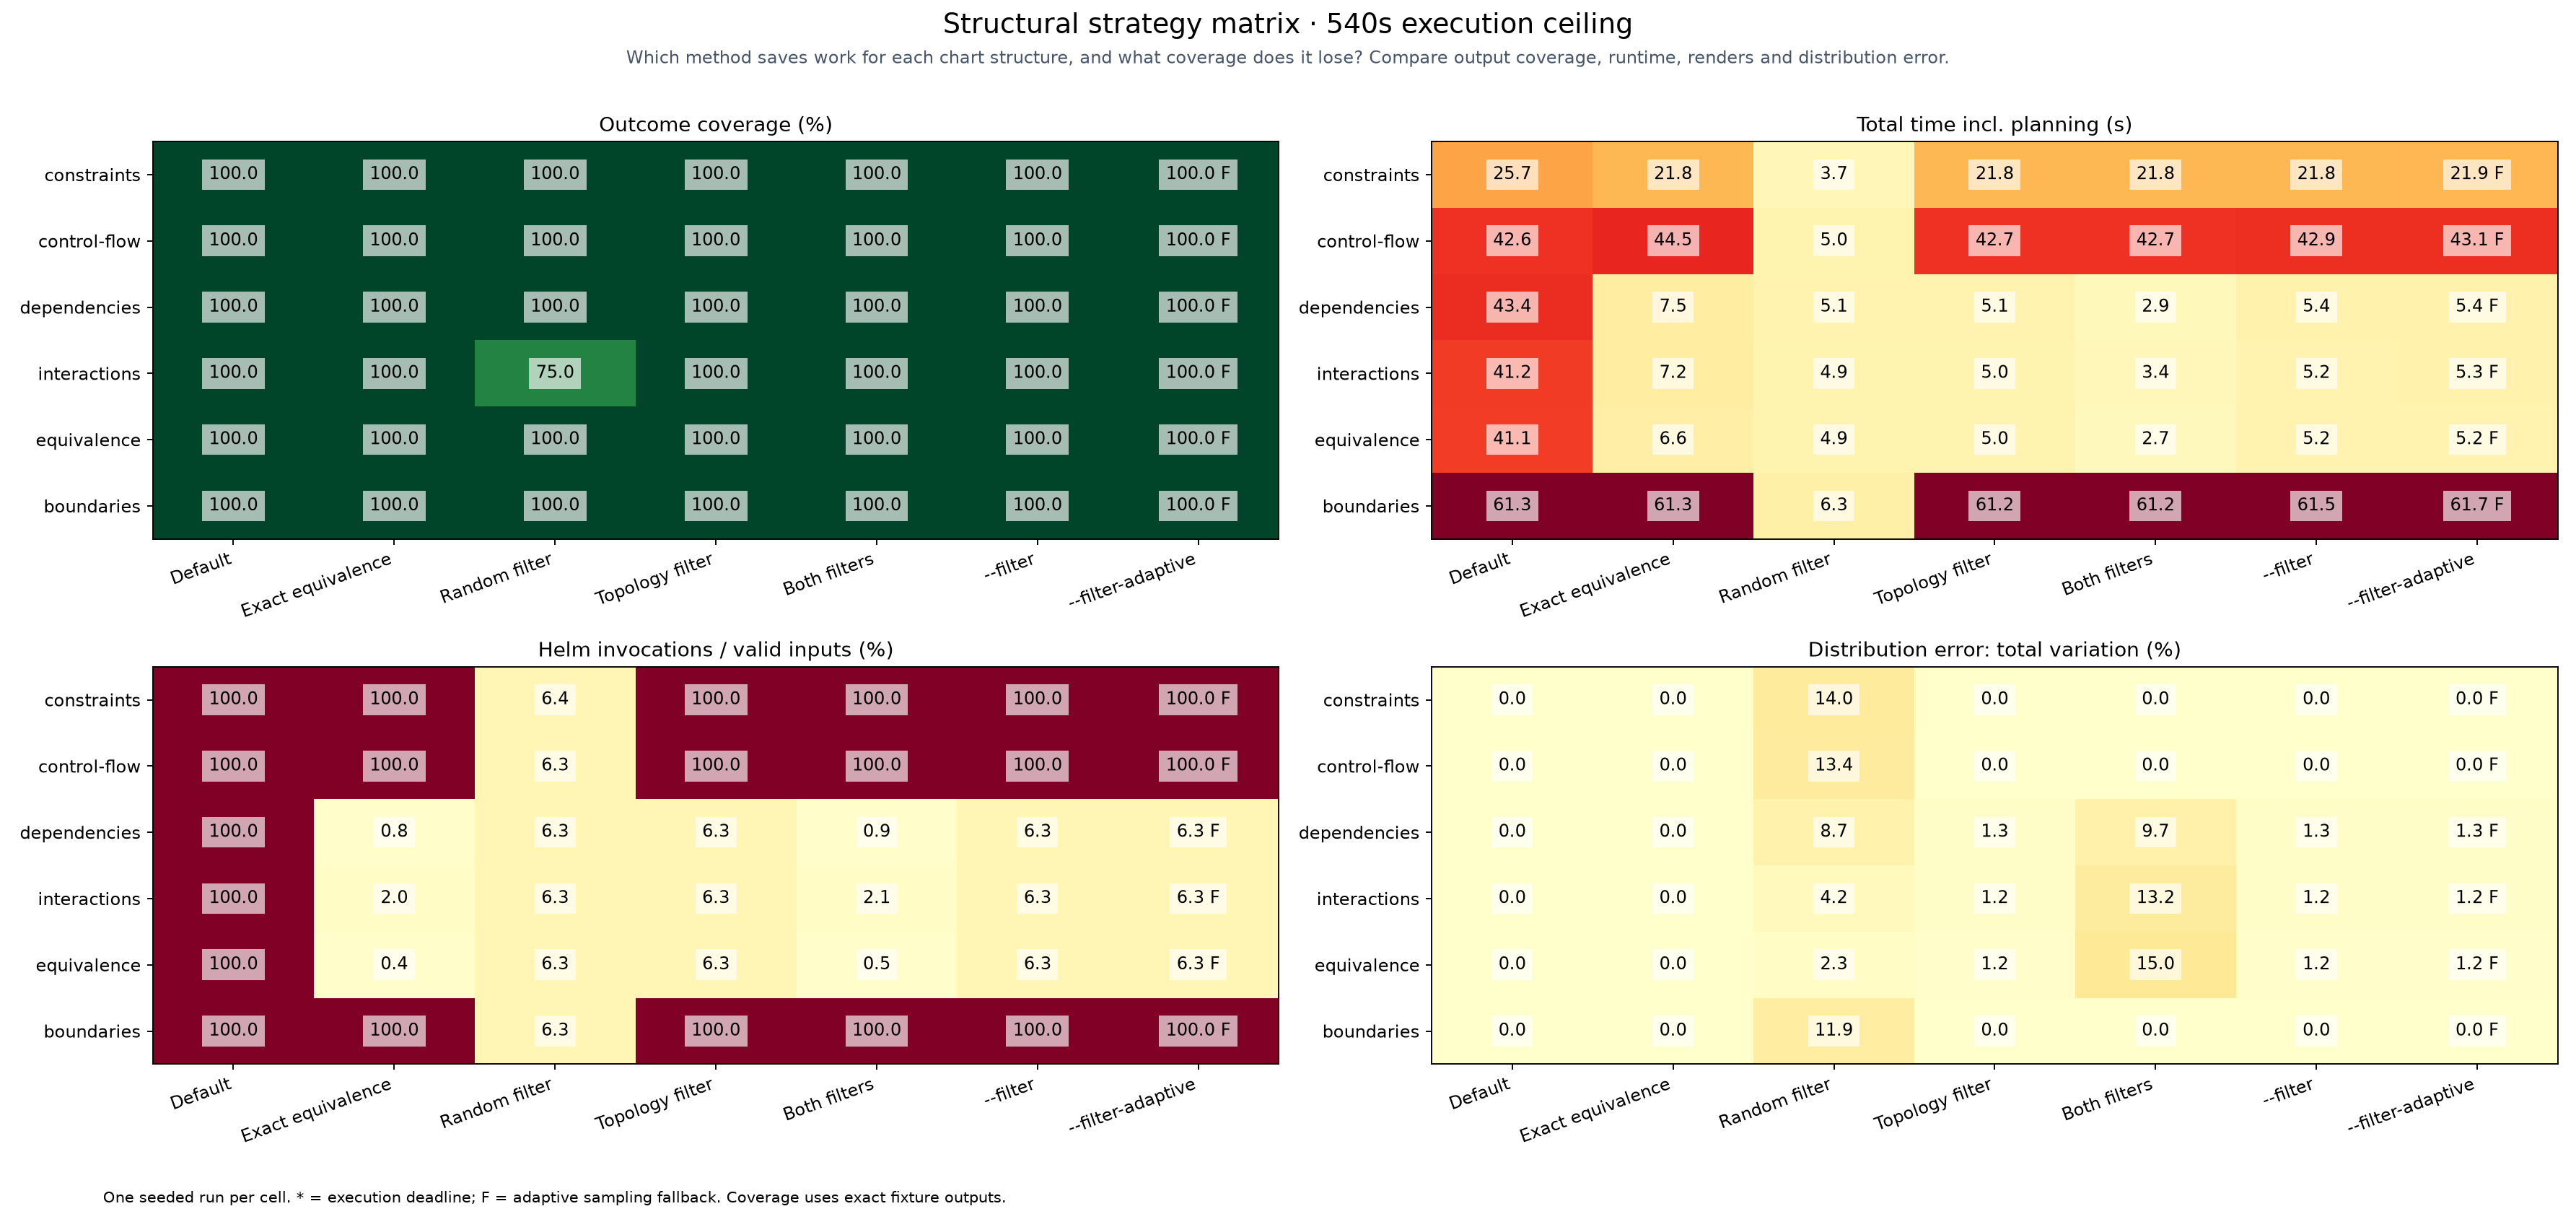 Structural strategy matrix · 540s execution ceiling
Which method saves work for each chart structure, and what coverage does it lose? Compare output coverage, runtime, renders and distribution error.
Outcome coverage (%)
constraints 100.0 100.0 100.0 100.0 100.0 100.0 100.0 F
control-flow 100.0 100.0 100.0 100.0 100.0 100.0 100.0 F
dependencies 100.0 100.0 100.0 100.0 100.0 100.0 100.0 F
interactions 100.0 100.0 75.0 100.0 100.0 100.0 100.0 F
equivalence 100.0 100.0 100.0 100.0 100.0 100.0 100.0 F
boundaries 100.0 100.0 100.0 100.0 100.0 100.0 100.0 F
Default Exact equivalence Random filter Topology filter Both filters --filter --filter-adaptive
Total time incl. planning (s)
constraints 25.7 21.8 3.7 21.8 21.8 21.8 21.9 F
control-flow 42.6 44.5 5.0 42.7 42.7 42.9 43.1 F
dependencies 43.4 7.5 5.1 5.1 2.9 5.4 5.4 F
interactions 41.2 7.2 4.9 5.0 3.4 5.2 5.3 F
equivalence 41.1 6.6 4.9 5.0 2.7 5.2 5.2 F
boundaries 61.3 61.3 6.3 61.2 61.2 61.5 61.7 F
Default Exact equivalence Random filter Topology filter Both filters --filter --filter-adaptive
Helm invocations / valid inputs (%)
constraints 100.0 100.0 6.4 100.0 100.0 100.0 100.0 F
control-flow 100.0 100.0 6.3 100.0 100.0 100.0 100.0 F
dependencies 100.0 0.8 6.3 6.3 0.9 6.3 6.3 F
interactions 100.0 2.0 6.3 6.3 2.1 6.3 6.3 F
equivalence 100.0 0.4 6.3 6.3 0.5 6.3 6.3 F
boundaries 100.0 100.0 6.3 100.0 100.0 100.0 100.0 F
Default Exact equivalence Random filter Topology filter Both filters --filter --filter-adaptive
Distribution error: total variation (%)
constraints 0.0 0.0 14.0 0.0 0.0 0.0 0.0 F
control-flow 0.0 0.0 13.4 0.0 0.0 0.0 0.0 F
dependencies 0.0 0.0 8.7 1.3 9.7 1.3 1.3 F
interactions 0.0 0.0 4.2 1.2 13.2 1.2 1.2 F
equivalence 0.0 0.0 2.3 1.2 15.0 1.2 1.2 F
boundaries 0.0 0.0 11.9 0.0 0.0 0.0 0.0 F
Default Exact equivalence Random filter Topology filter Both filters --filter --filter-adaptive
One seeded run per cell. * = execution deadline; F = adaptive sampling fallback. Coverage uses exact fixture outputs.